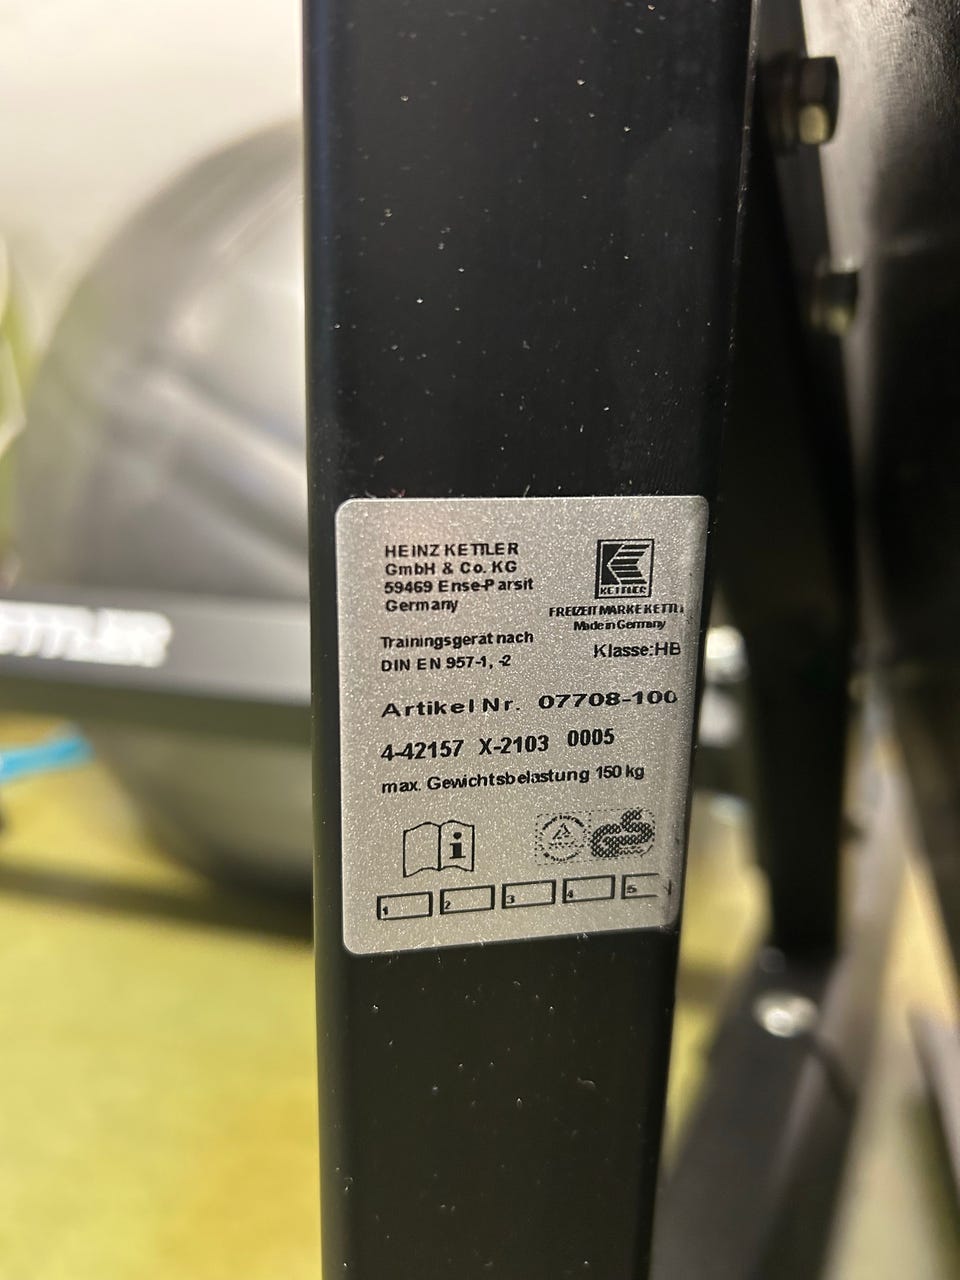 HEINZ KETTLER
GmbH & Co. KG
59469 Ense-Parsit
Germany
KETTLER
FREIZEIT MARKE KETTL
Made in Germany
Trainingsgerät nach
DIN EN 957-1, -2
Klasse:HB
Artikel Nr. 07708-100
4-42157 X-2103 0005
max. Gewichtsbelastung 150 kg
i
1 2 3 4 5